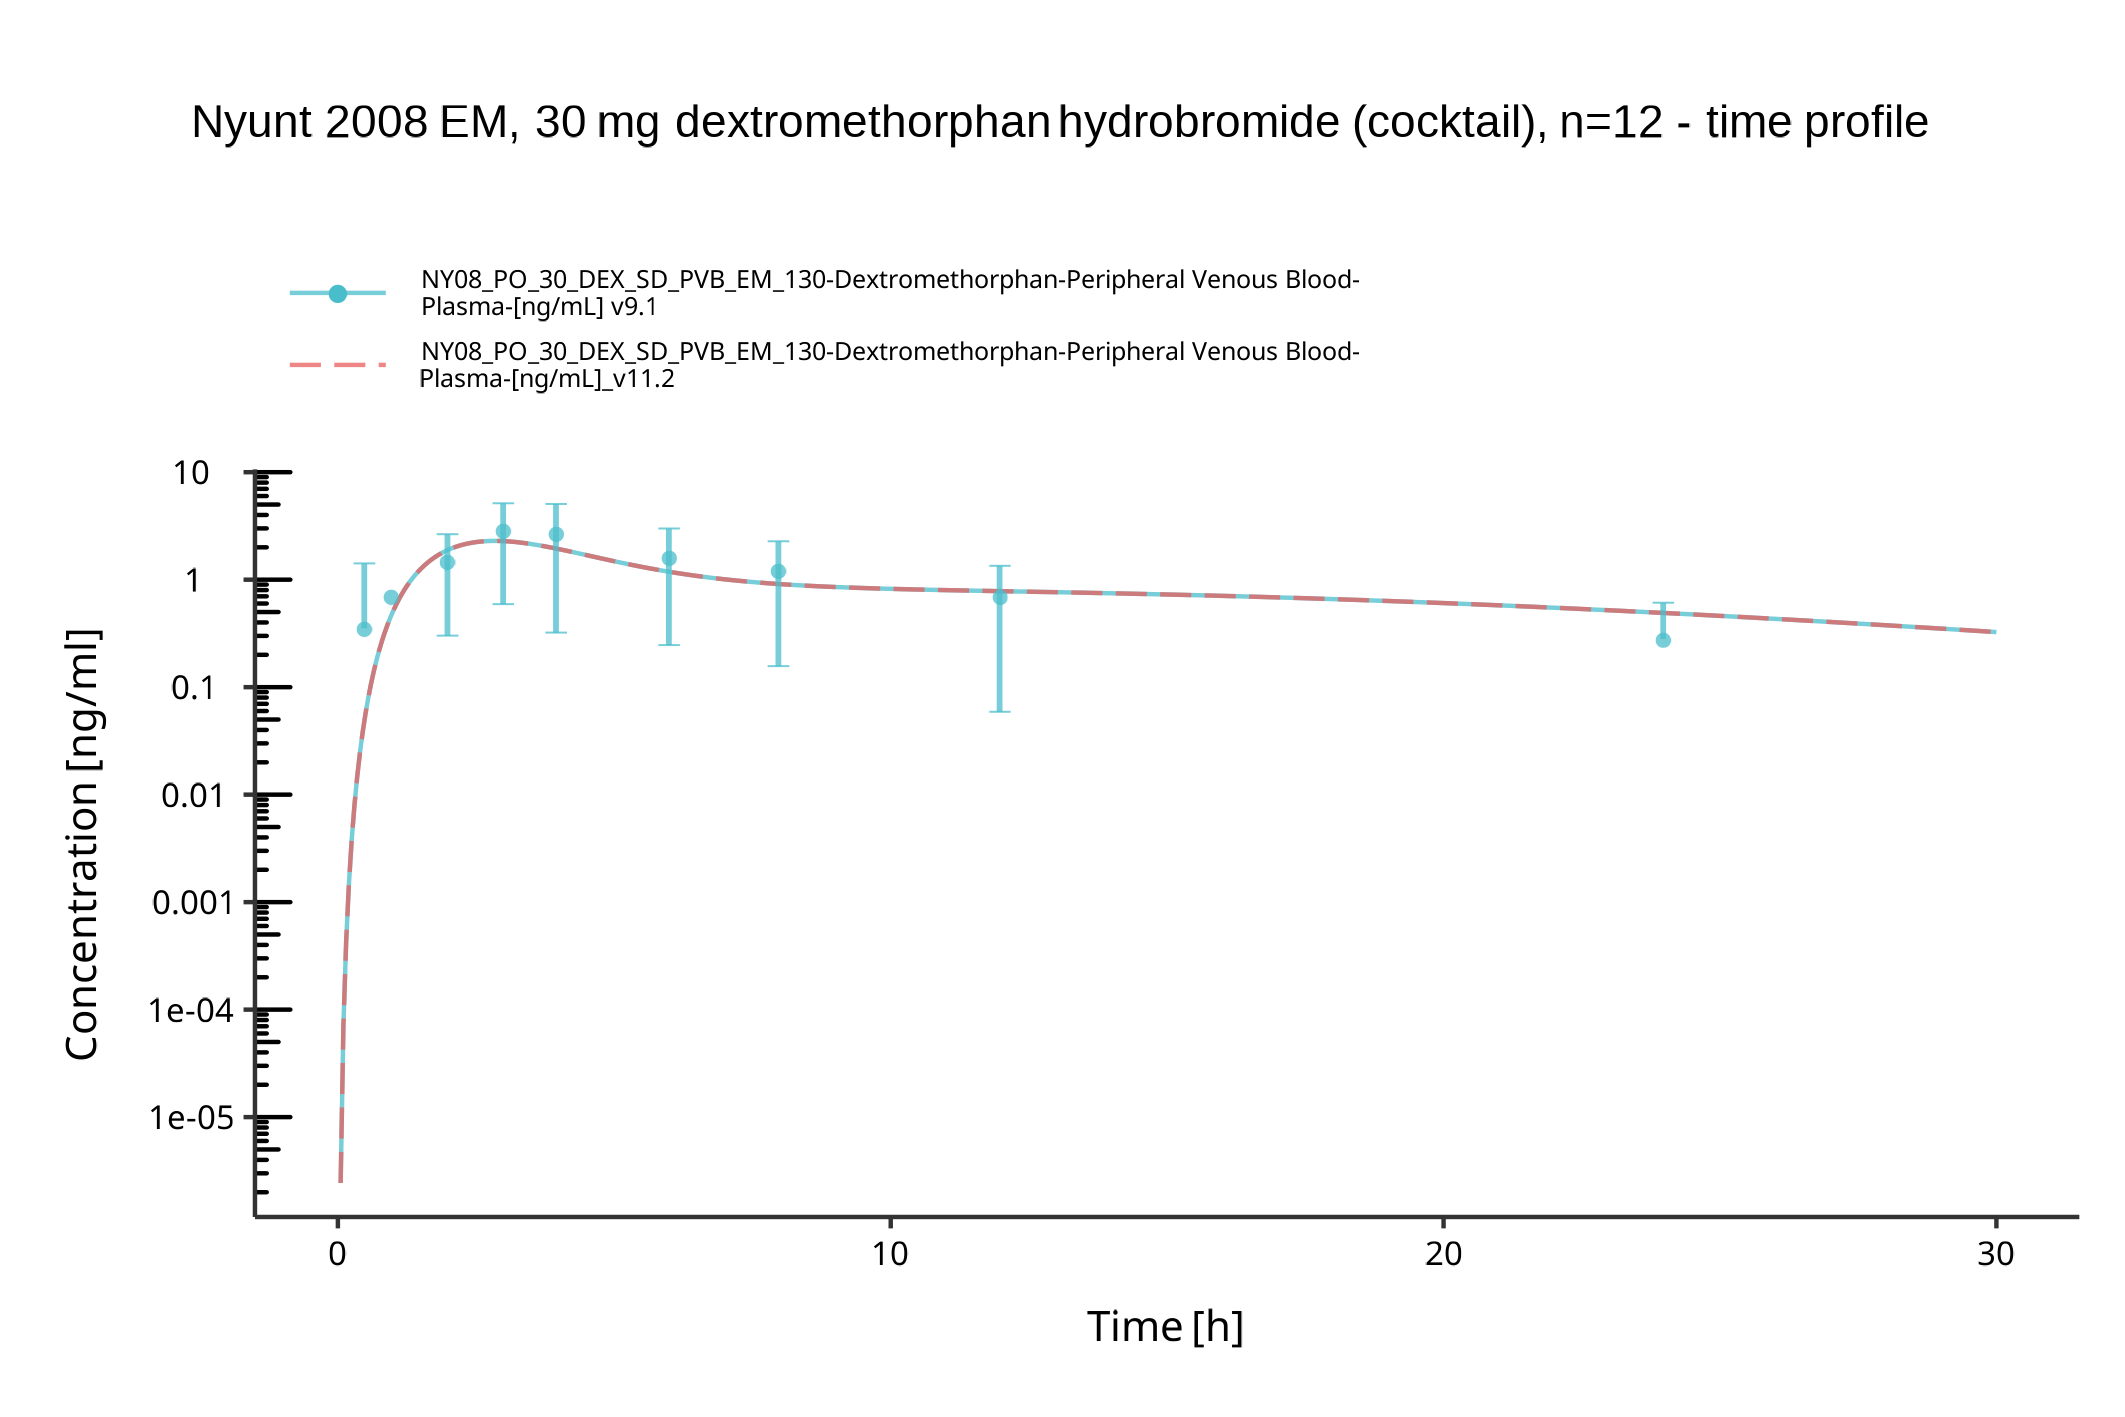 Nyunt 2008 EM, 30 mg dextromethorphan hydrobromide (cocktail), n=12 - time profile
NY08_PO_30_DEX_SD_PVB_EM_130-Dextromethorphan-Peripheral Venous Blood-
Plasma-[ng/mL] v9.1
NY08_PO_30_DEX_SD_PVB_EM_130-Dextromethorphan-Peripheral Venous Blood-
Plasma-[ng/mL]_v11.2
Concentration [ng/ml]
10
1
0.1
0.01
0.001
1e-04
1e-05
0 10 20 30
Time [h]